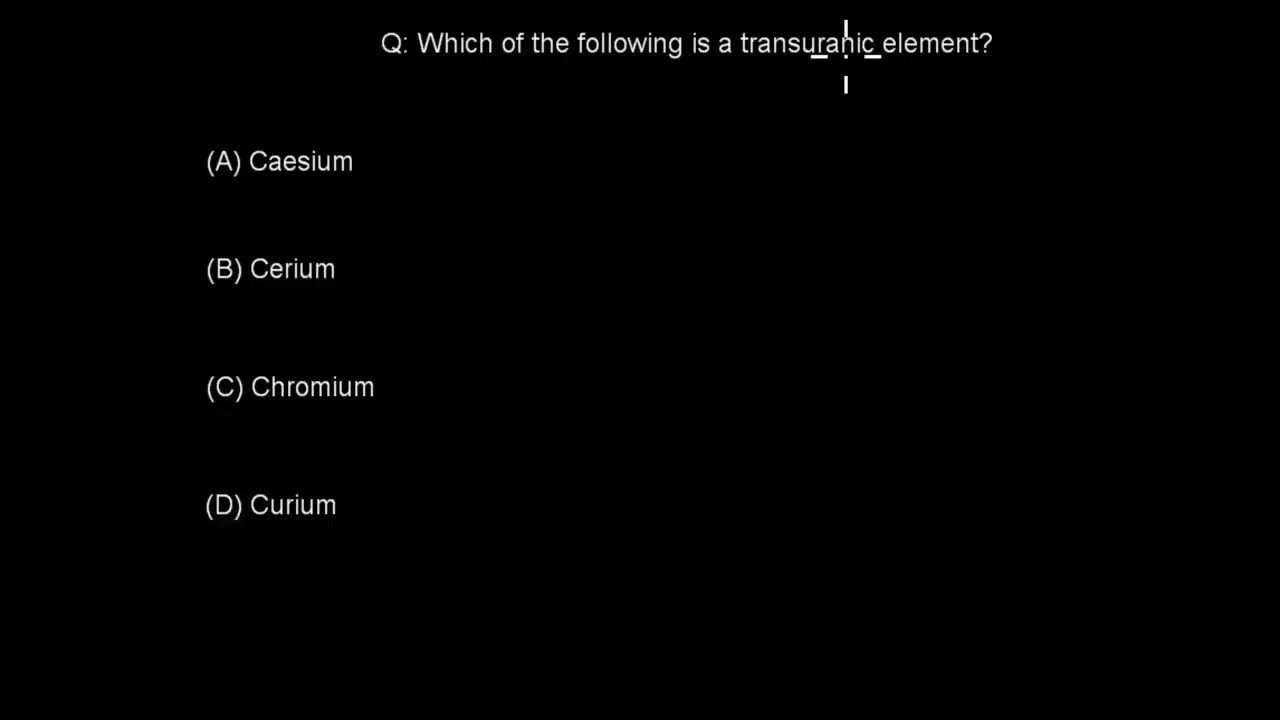 Q: Which of the following is a transuranic element?
(A) Caesium
(B) Cerium
(C) Chromium
(D) Curium